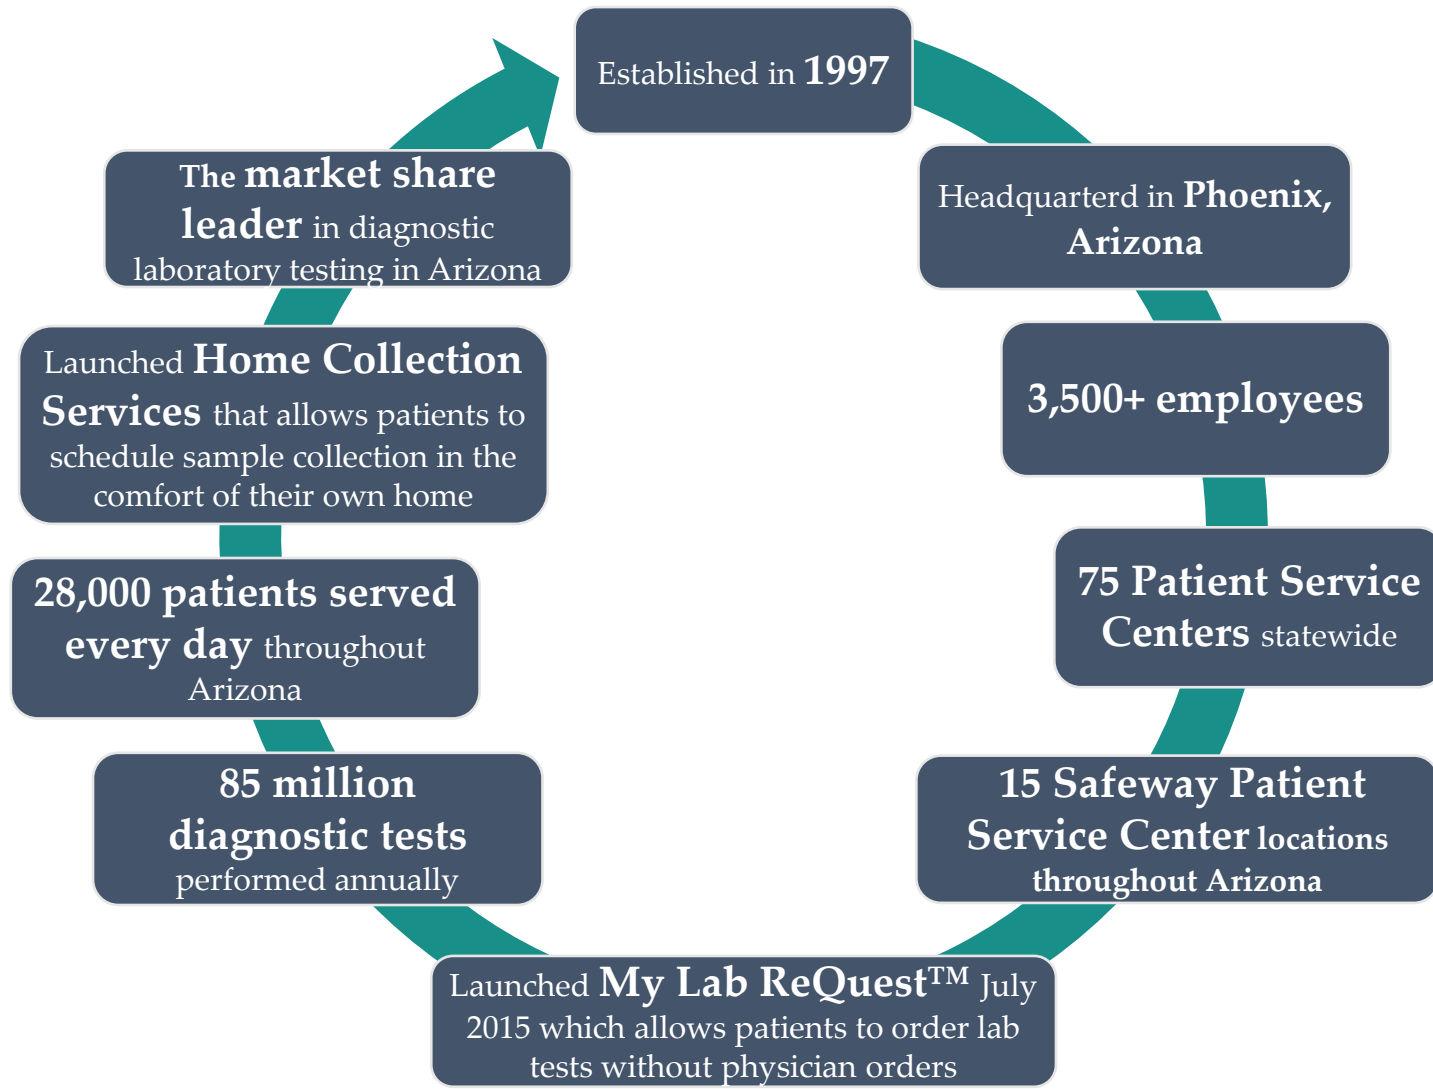 Established in 1997
Headquarterd in Phoenix,
Arizona
3,500+ employees
75 Patient Service
Centers statewide
15 Safeway Patient
Service Center locations
throughout Arizona
Launched My Lab ReQuest™ July
2015 which allows patients to order lab
tests without physician orders
85 million
diagnostic tests
performed annually
28,000 patients served
every day throughout
Arizona
Launched Home Collection
Services that allows patients to
schedule sample collection in the
comfort of their own home
The market share
leader in diagnostic
laboratory testing in Arizona